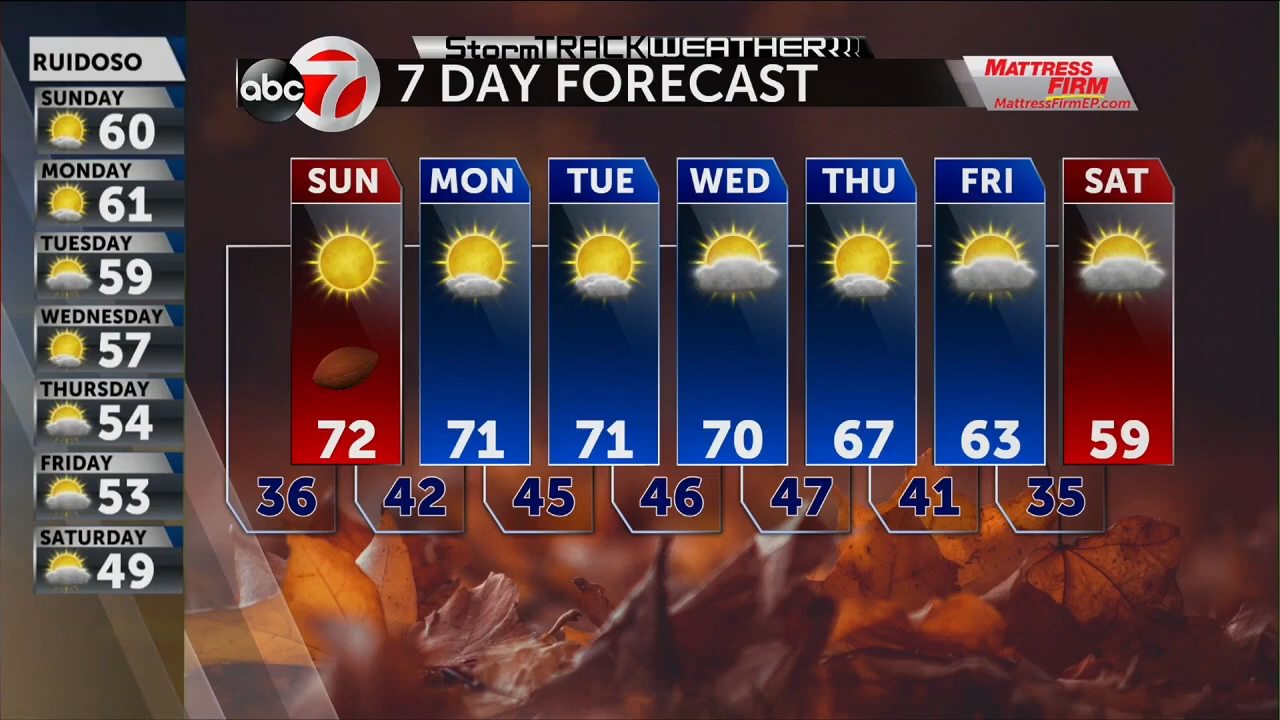 RUIDOSO
SUNDAY
60
MONDAY
61
TUESDAY
59
WEDNESDAY
57
THURSDAY
54
FRIDAY
53
SATURDAY
49
StormTRACKWEATHER
abc 7
7 DAY FORECAST
MATTRESS
FIRM
MattressFirmEP.com
SUN MON TUE WED THU FRI SAT
72 71 71 70 67 63 59
36 42 45 46 47 41 35